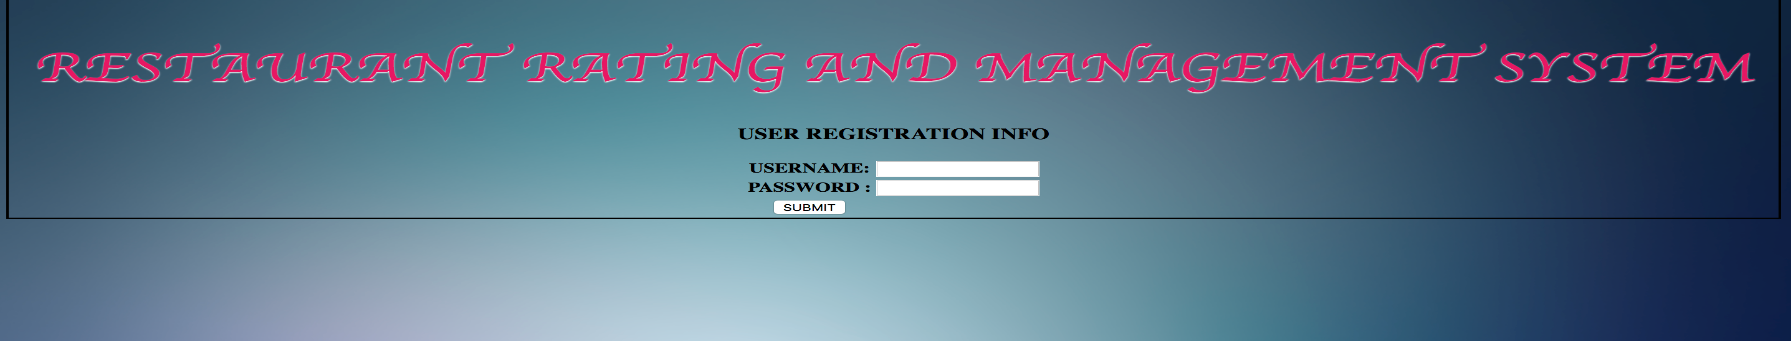 RESTAURANT RATING AND MANAGEMENT SYSTEM
USER REGISTRATION INFO
USERNAME:
PASSWORD :
SUBMIT